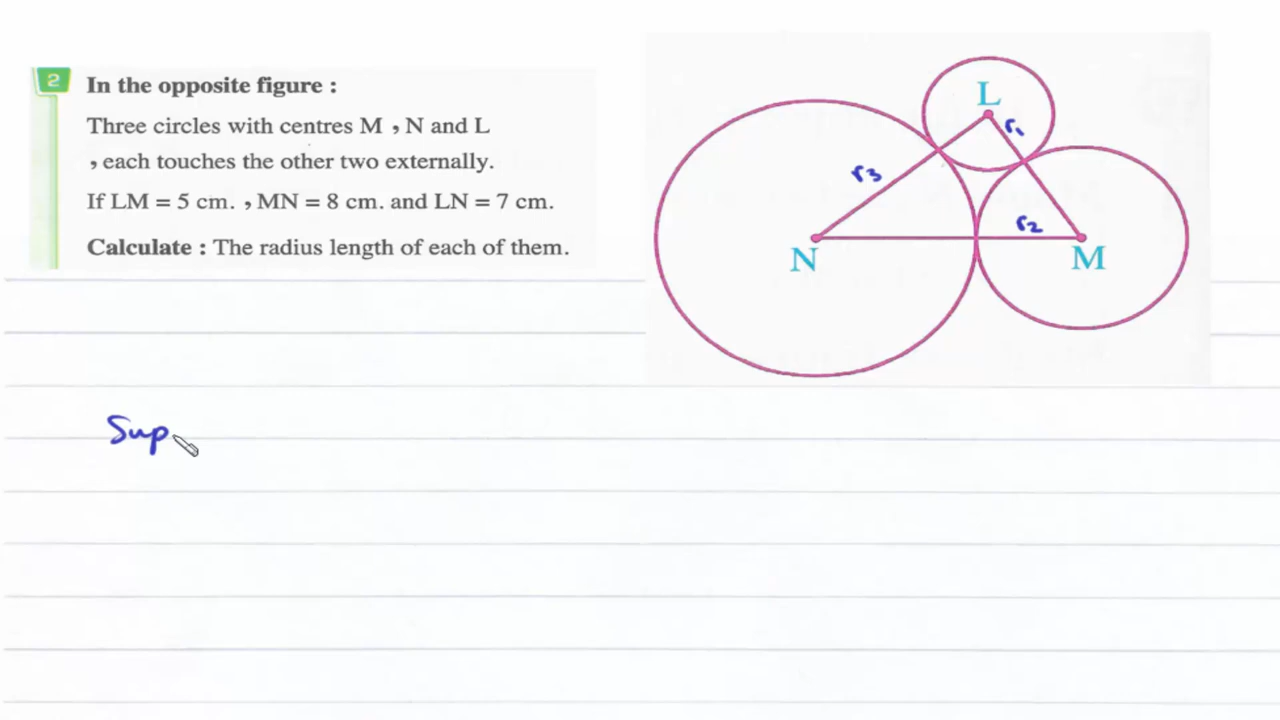 2
In the opposite figure :
Three circles with centres M , N and L
, each touches the other two externally.
If LM = 5 cm. , MN = 8 cm. and LN = 7 cm.
Calculate : The radius length of each of them.
L
r1
r3
r2
N
M
Sup